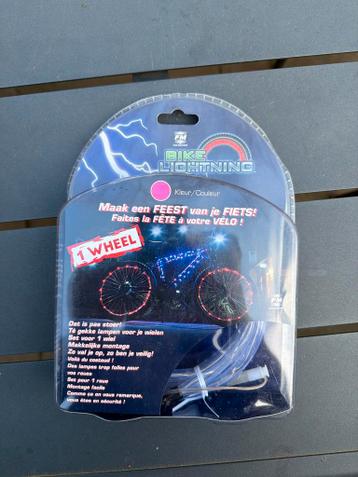 BIKE
LIGHTNING
Kleur/Couleur
Maak een FEEST van je FIETS!
Faites la FÊTE à votre VELO !
1 WHEEL
Dat is pas stoer!
Té gekke lampen voor je wielen
Set voor 1 wiel
Makkelijke montage
Zo val je op, zo ben je veilig!
Voilà du costaud !
Des lampes trop folles pour
vos roues
Set pour 1 roue
Montage facile
Comme ça on vous remarque,
vous êtes en sécurité !